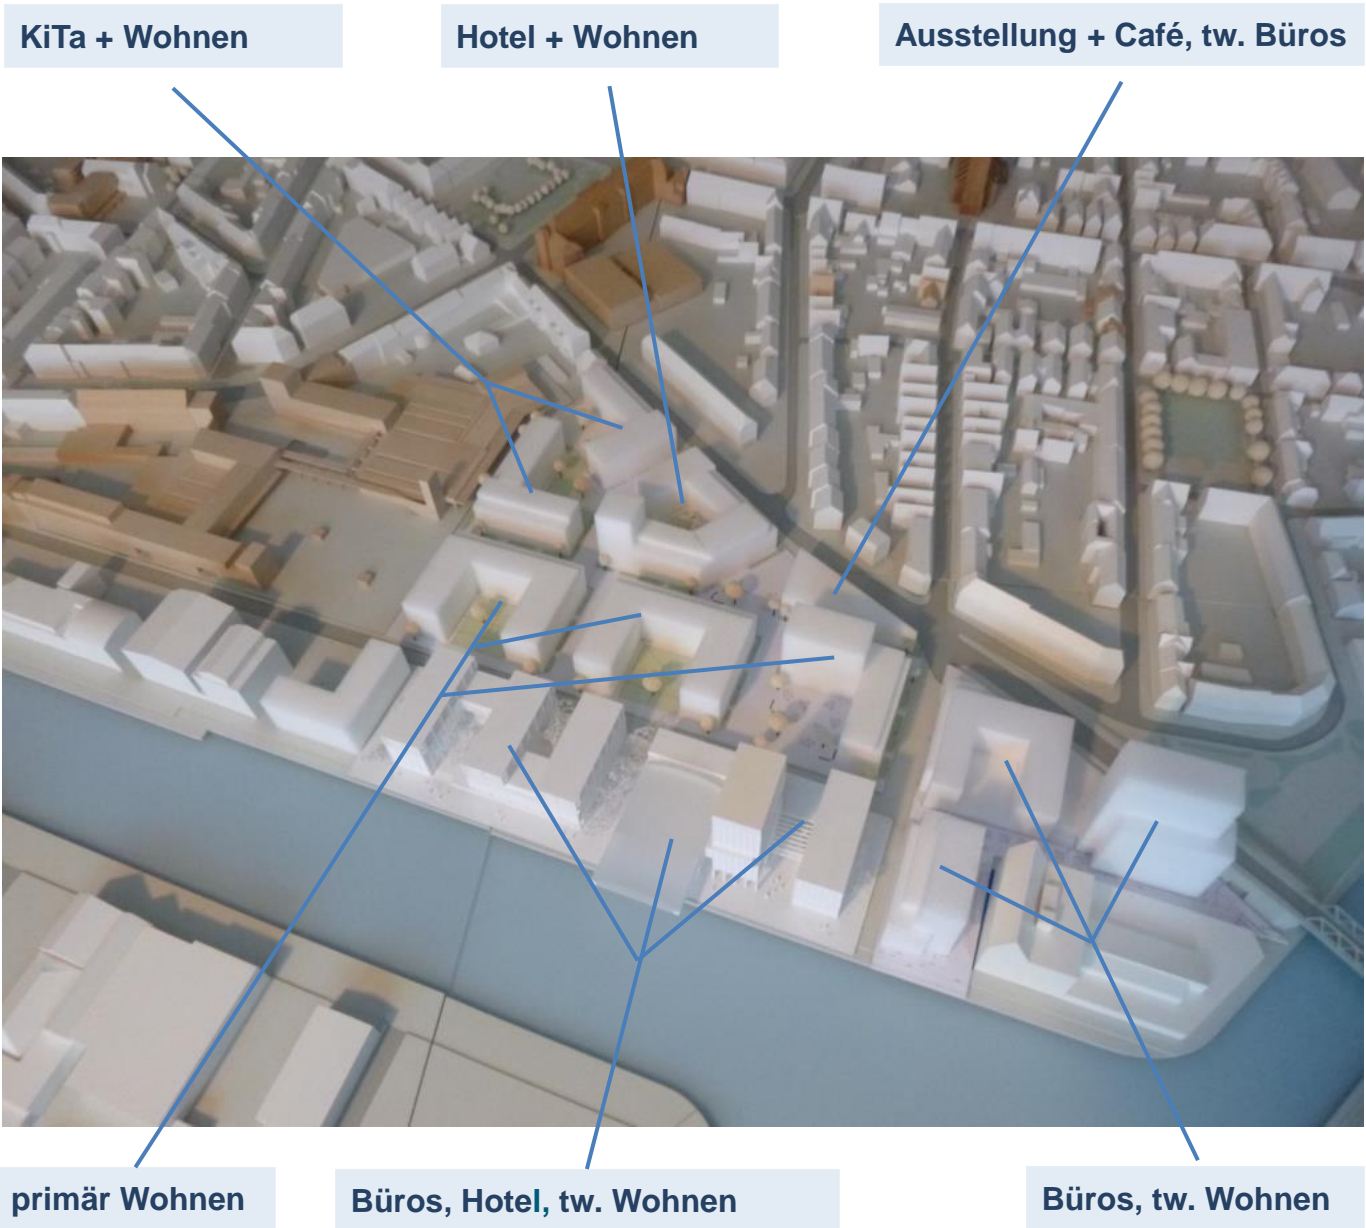 KiTa + Wohnen
Hotel + Wohnen
Ausstellung + Café, tw. Büros
primär Wohnen
Büros, Hotel, tw. Wohnen
Büros, tw. Wohnen